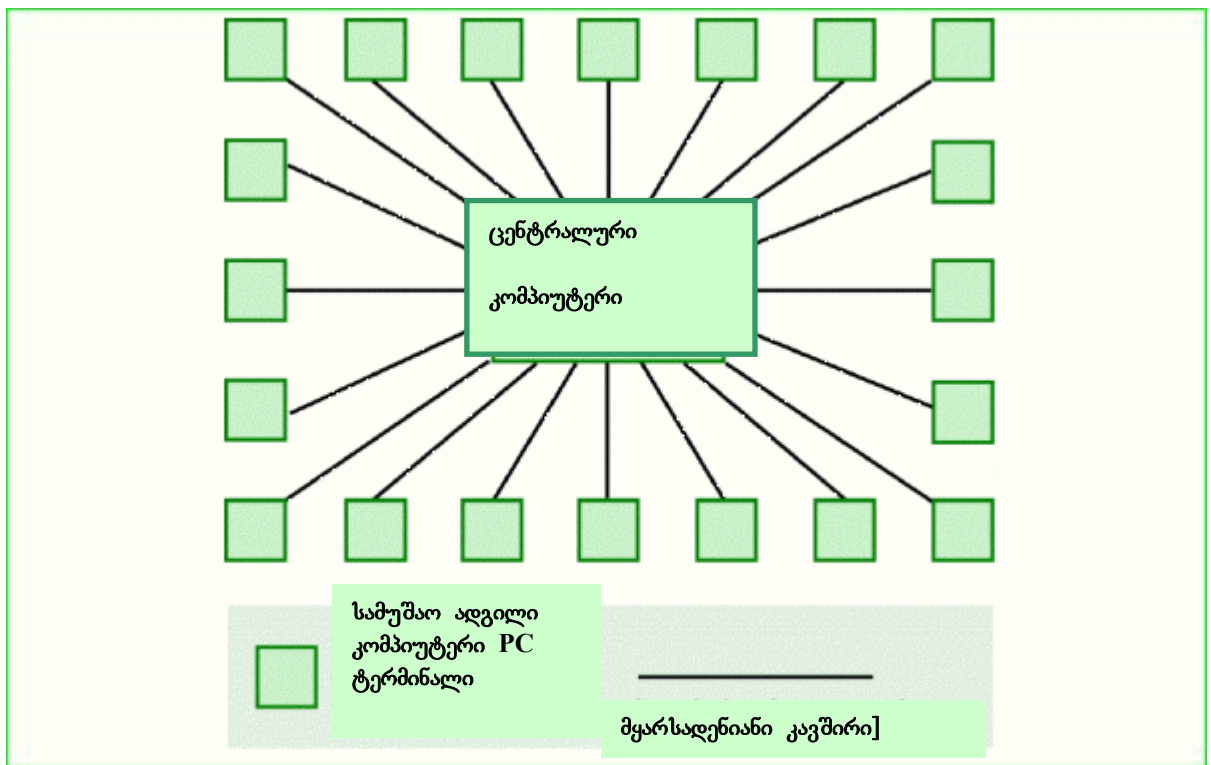 ცენტრალური
კომპიუტერი
სამუშაო ადგილი
კომპიუტერი PC
ტერმინალი
მყარსადენიანი კავშირი]